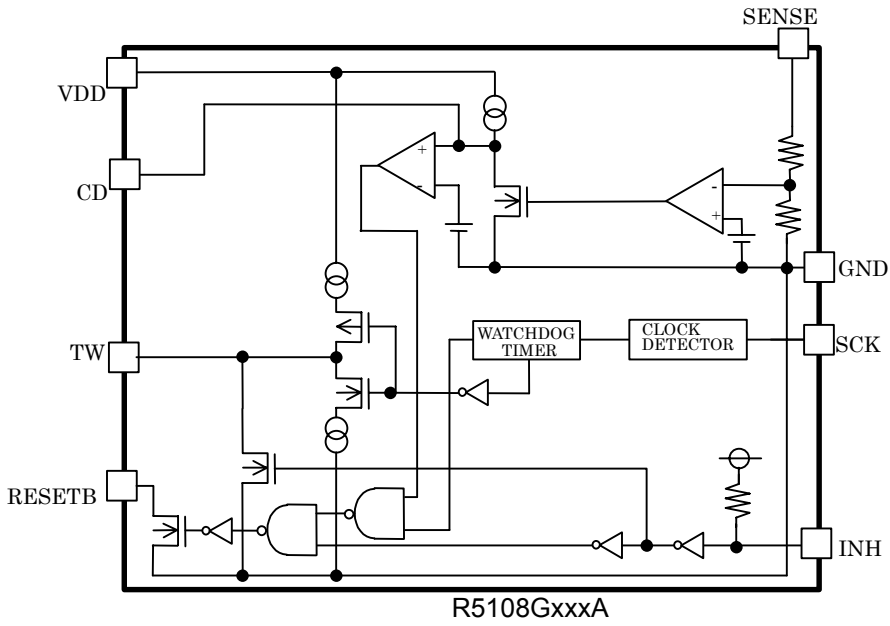 SENSE
VDD
CD
+
-
-
+
GND
TW
WATCHDOG
TIMER
CLOCK
DETECTOR
SCK
RESETB
INH
R5108GxxxA